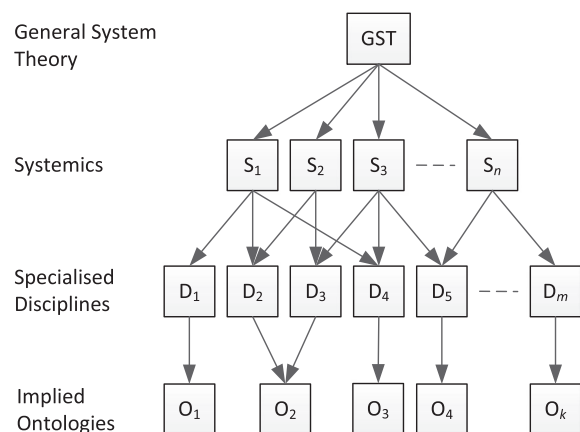 General System
Theory
GST
Systemics
S1 S2 S3 Sn
Specialised
Disciplines
D1 D2 D3 D4 D5 Dm
Implied
Ontologies
O1 O2 O3 O4 Ok